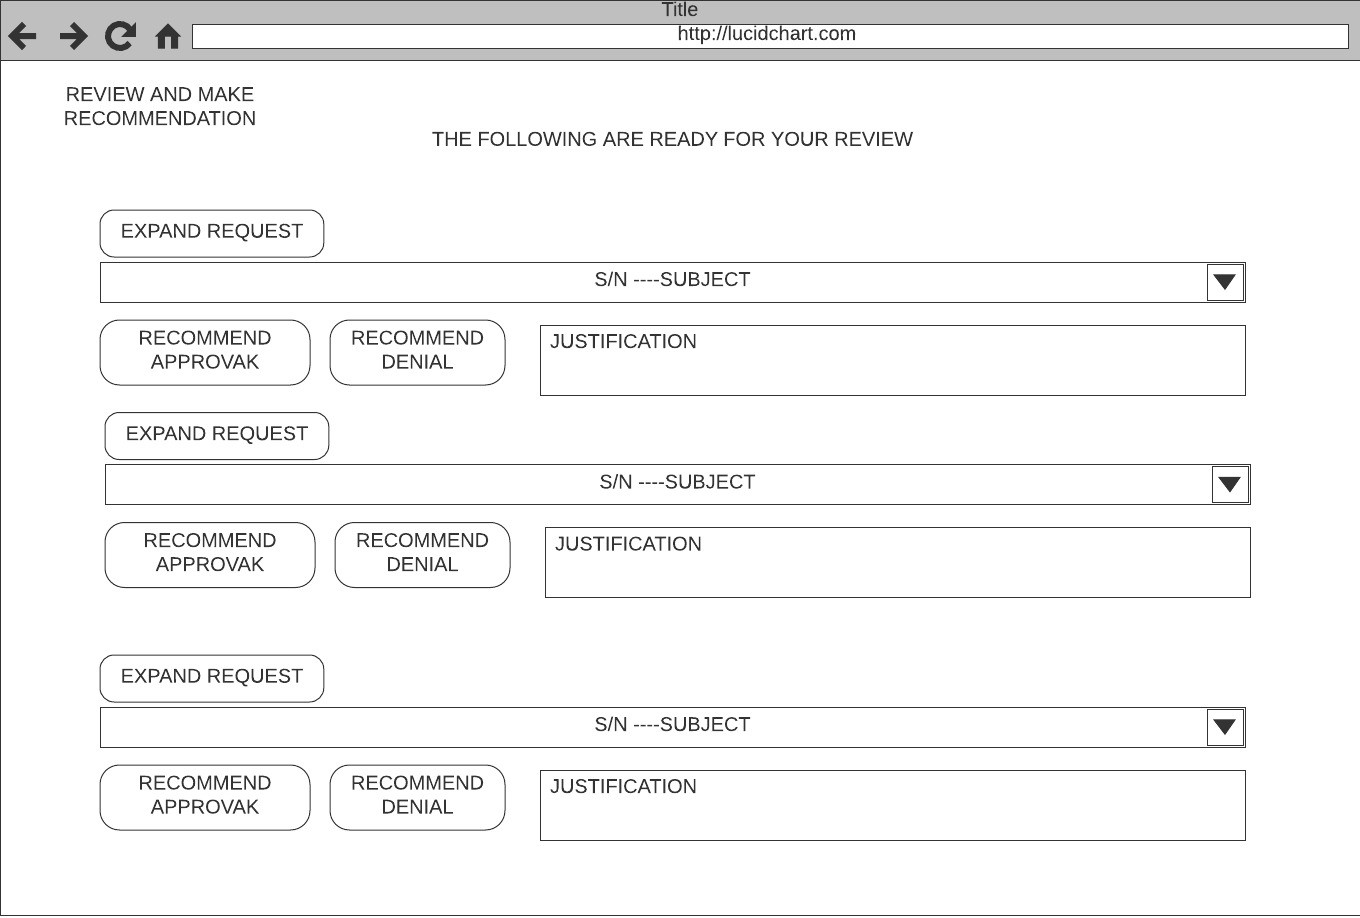 Title
http://lucidchart.com
REVIEW AND MAKE
RECOMMENDATION
THE FOLLOWING ARE READY FOR YOUR REVIEW
EXPAND REQUEST
S/N ----SUBJECT
RECOMMEND
APPROVAK
RECOMMEND
DENIAL
JUSTIFICATION
EXPAND REQUEST
S/N ----SUBJECT
RECOMMEND
APPROVAK
RECOMMEND
DENIAL
JUSTIFICATION
EXPAND REQUEST
S/N ----SUBJECT
RECOMMEND
APPROVAK
RECOMMEND
DENIAL
JUSTIFICATION